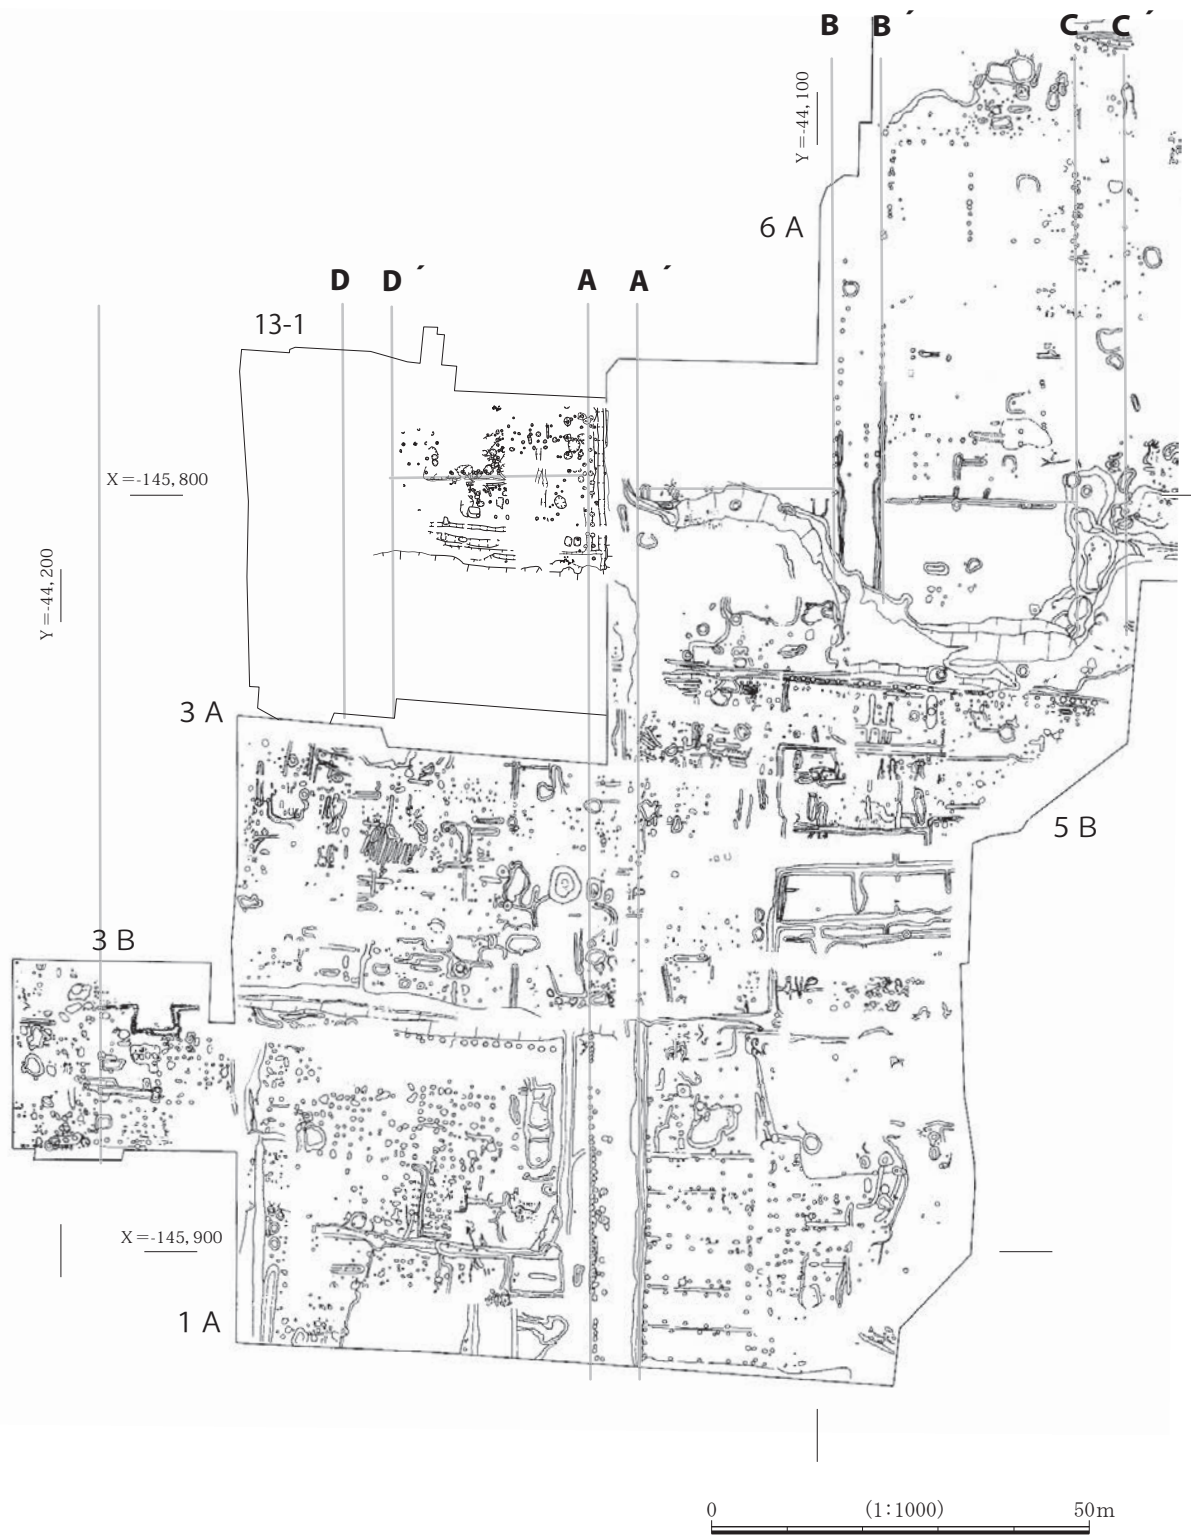 B B´ C C´
Y=-44,100
6 A
D D´ A A´
13-1
X=-145,800
Y=-44,200
3 A
5 B
3 B
X=-145,900
1 A
0 (1:1000) 50m